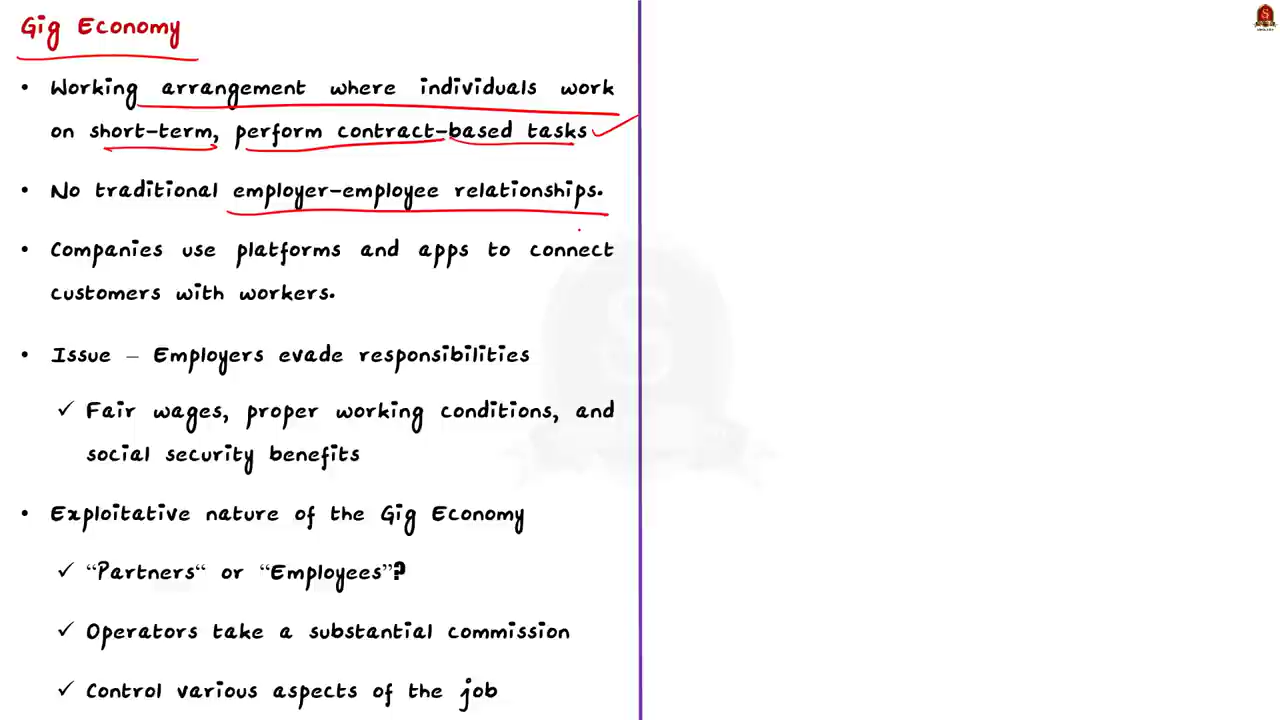 Gig Economy
• Working arrangement where individuals work
on short-term, perform contract-based tasks
• No traditional employer-employee relationships.
• Companies use platforms and apps to connect
customers with workers.
• Issue – Employers evade responsibilities
✓ Fair wages, proper working conditions, and
social security benefits
• Exploitative nature of the Gig Economy
✓ “Partners“ or “Employees”?
✓ Operators take a substantial commission
✓ Control various aspects of the job
S